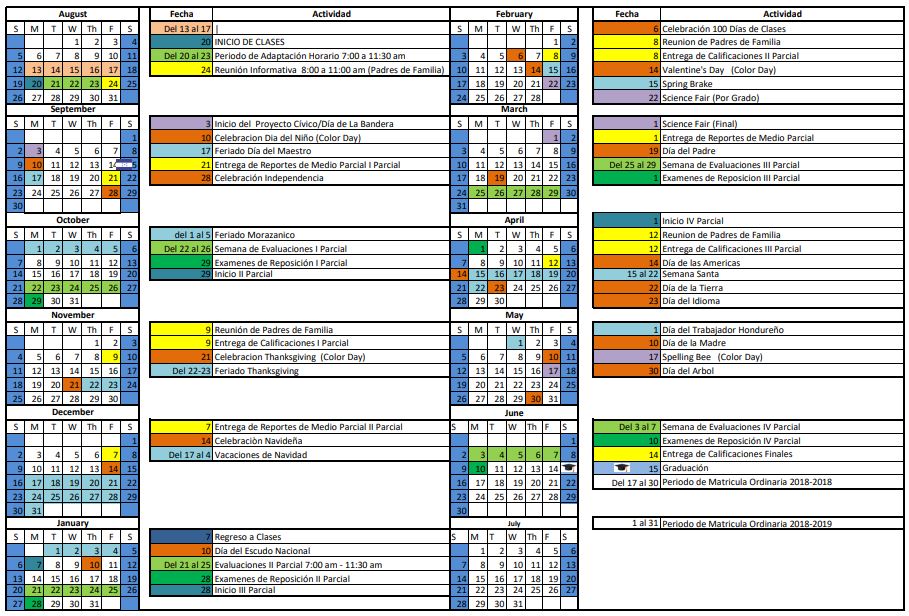 August
S M T W Th F S
1 2 3 4
5 6 7 8 9 10 11
12 13 14 15 16 17 18
19 20 21 22 23 24 25
26 27 28 29 30 31
Fecha Actividad
Del 13 al 17
20 INICIO DE CLASES
Del 20 al 23 Periodo de Adaptación Horario 7:00 a 11:30 am
24 Reunión Informativa 8:00 a 11:00 am (Padres de Familia)
September
S M T W Th F S
1
2 3 4 5 6 7 8
9 10 11 12 13 14
16 17 18 19 20 21 22
23 24 25 26 27 28 29
30
3 Inicio del Proyecto Cívico/Día de La Bandera
10 Celebracion Dia del Niño (Color Day)
17 Feriado Día del Maestro
21 Entrega de Reportes de Medio Parcial I Parcial
28 Celebración Independencia
October
S M T W Th F S
1 2 3 4 5 6
7 8 9 10 11 12 13
14 15 16 17 18 19 20
21 22 23 24 25 26 27
28 29 30 31
del 1 al 5 Feriado Morazanico
Del 22 al 26 Semana de Evaluaciones I Parcial
29 Examenes de Reposición I Parcial
29 Inicio II Parcial
November
S M T W Th F S
1 2 3
4 5 6 7 8 9 10
11 12 13 14 15 16 17
18 19 20 21 22 23 24
25 26 27 28 29 30
9 Reunión de Padres de Familia
9 Entrega de Calificaciones I Parcial
21 Celebracion Thanksgiving (Color Day)
Del 22-23 Feriado Thanksgiving
December
S M T W Th F S
1
2 3 4 5 6 7 8
9 10 11 12 13 14 15
16 17 18 19 20 21 22
23 24 25 26 27 28 29
30 31
7 Entrega de Reportes de Medio Parcial II Parcial
14 Celebraciòn Navideña
Del 17 al 4 Vacaciones de Navidad
January
S M T W Th F S
1 2 3 4 5
6 7 8 9 10 11 12
13 14 15 16 17 18 19
20 21 22 23 24 25 26
27 28 29 30 31
7 Regreso a Clases
10 Día del Escudo Nacional
Del 21 al 25 Evaluaciones II Parcial 7:00 am - 11:30 am
28 Examenes de Reposición II Parcial
28 Inicio III Parcial
February
S M T W Th F S
1 2
3 4 5 6 7 8 9
10 11 12 13 14 15 16
17 18 19 20 21 22 23
24 25 26 27 28
Fecha Actividad
6 Celebración 100 Días de Clases
8 Reunion de Padres de Familia
8 Entrega de Calificaciones II Parcial
14 Valentine's Day (Color Day)
15 Spring Brake
22 Science Fair (Por Grado)
March
S M T W Th F S
1 2
3 4 5 6 7 8 9
10 11 12 13 14 15 16
17 18 19 20 21 22 23
24 25 26 27 28 29 30
31
1 Science Fair (Final)
1 Entrega de Reportes de Medio Parcial
19 Día del Padre
Del 25 al 29 Semana de Evaluaciones III Parcial
1 Examenes de Reposicion III Parcial
April
S M T W Th F S
1 2 3 4 5 6
7 8 9 10 11 12 13
14 15 16 17 18 19 20
21 22 23 24 25 26 27
28 29 30
1 Inicio IV Parcial
12 Reunion de Padres de Familia
12 Entrega de Calificaciones III Parcial
14 Día de las Americas
15 al 22 Semana Santa
22 Día de la Tierra
23 Día del Idioma
May
S M T W Th F S
1 2 3 4
5 6 7 8 9 10 11
12 13 14 15 16 17 18
19 20 21 22 23 24 25
26 27 28 29 30 31
1 Día del Trabajador Hondureño
10 Día de la Madre
17 Spelling Bee (Color Day)
30 Día del Arbol
June
S M T W Th F S
1
2 3 4 5 6 7 8
9 10 11 12 13 14
16 17 18 19 20 21 22
23 24 25 26 27 28 29
30
Del 3 al 7 Semana de Evaluaciones IV Parcial
10 Examenes de Reposición IV Parcial
14 Entrega de Calificaciones Finales
15 Graduación
Del 17 al 30 Periodo de Matricula Ordinaria 2018-2018
July
S M T W Th F S
1 2 3 4 5 6
7 8 9 10 11 12 13
14 15 16 17 18 19 20
21 22 23 24 25 26 27
28 29 30 31
1 al 31 Periodo de Matricula Ordinaria 2018-2019